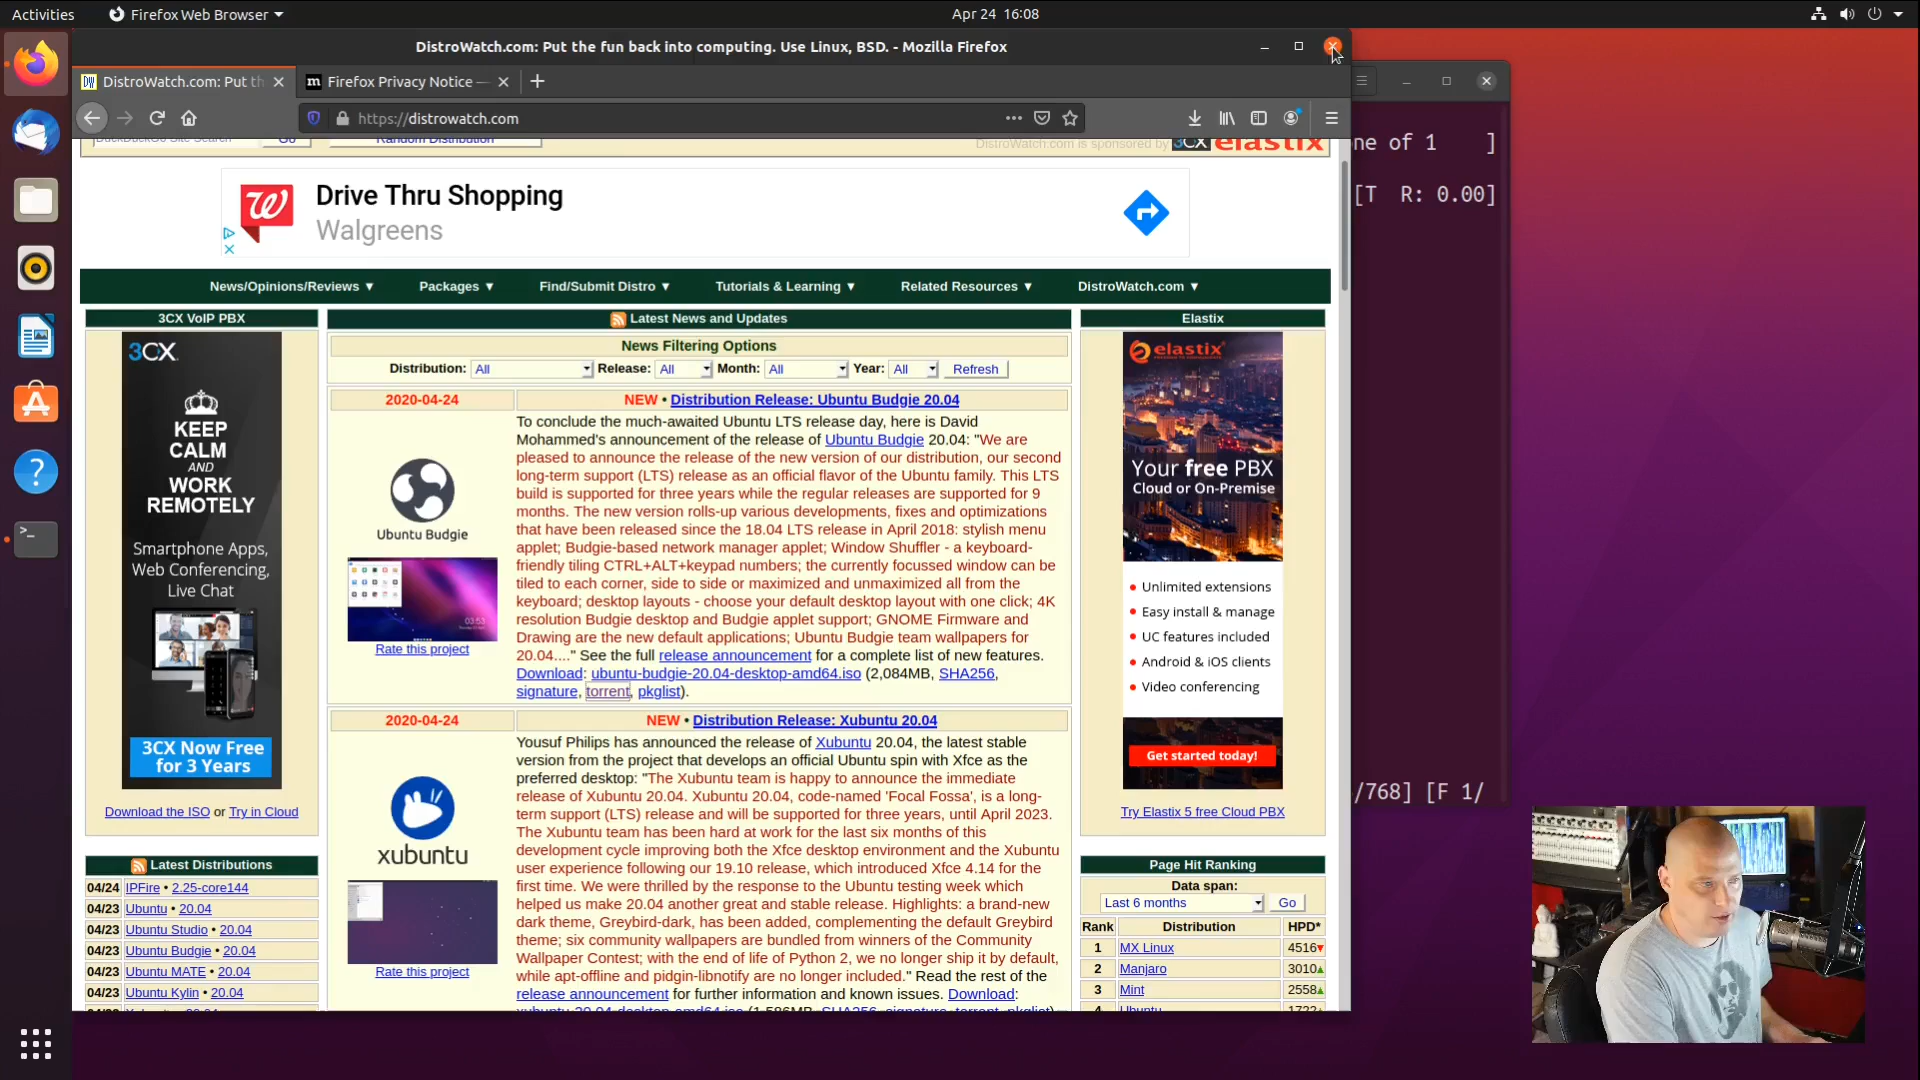 Activities
Firefox Web Browser
Apr 24 16:08
DistroWatch.com: Put the fun back into computing. Use Linux, BSD. - Mozilla Firefox
DistroWatch.com: Put th
Firefox Privacy Notice —
https://distrowatch.com
DuckDuckGo Site Search
Go
Random Distribution
DistroWatch.com is sponsored by 3CX elastix
Drive Thru Shopping
Walgreens
News/Opinions/Reviews ▼ Packages ▼ Find/Submit Distro ▼ Tutorials & Learning ▼ Related Resources ▼ DistroWatch.com ▼
3CX VoIP PBX
3CX
KEEP
CALM
AND
WORK
REMOTELY
Smartphone Apps,
Web Conferencing,
Live Chat
3CX Now Free
for 3 Years
Download the ISO or Try in Cloud
Latest Distributions
04/24 IPFire • 2.25-core144
04/23 Ubuntu • 20.04
04/23 Ubuntu Studio • 20.04
04/23 Ubuntu Budgie • 20.04
04/23 Ubuntu MATE • 20.04
04/23 Ubuntu Kylin • 20.04
Latest News and Updates
News Filtering Options
Distribution: All Release: All Month: All Year: All Refresh
2020-04-24
NEW • Distribution Release: Ubuntu Budgie 20.04
Ubuntu Budgie
Rate this project
To conclude the much-awaited Ubuntu LTS release day, here is David
Mohammed's announcement of the release of Ubuntu Budgie 20.04: "We are
pleased to announce the release of the new version of our distribution, our second
long-term support (LTS) release as an official flavor of the Ubuntu family. This LTS
build is supported for three years while the regular releases are supported for 9
months. The new version rolls-up various developments, fixes and optimizations
that have been released since the 18.04 LTS release in April 2018: stylish menu
applet; Budgie-based network manager applet; Window Shuffler - a keyboard-
friendly tiling CTRL+ALT+keypad numbers; the currently focussed window can be
tiled to each corner, side to side or maximized and unmaximized all from the
keyboard; desktop layouts - choose your default desktop layout with one click; 4K
resolution Budgie desktop and Budgie applet support; GNOME Firmware and
Drawing are the new default applications; Ubuntu Budgie team wallpapers for
20.04...." See the full release announcement for a complete list of new features.
Download: ubuntu-budgie-20.04-desktop-amd64.iso (2,084MB, SHA256,
signature, torrent, pkglist).
2020-04-24
NEW • Distribution Release: Xubuntu 20.04
xubuntu
Rate this project
Yousuf Philips has announced the release of Xubuntu 20.04, the latest stable
version from the project that develops an official Ubuntu spin with Xfce as the
preferred desktop: "The Xubuntu team is happy to announce the immediate
release of Xubuntu 20.04. Xubuntu 20.04, code-named 'Focal Fossa', is a long-
term support (LTS) release and will be supported for three years, until April 2023.
The Xubuntu team has been hard at work for the last six months of this
development cycle improving both the Xfce desktop environment and the Xubuntu
user experience following our 19.10 release, which introduced Xfce 4.14 for the
first time. We were thrilled by the response to the Ubuntu testing week which
helped us make 20.04 another great and stable release. Highlights: a brand-new
dark theme, Greybird-dark, has been added, complementing the default Greybird
theme; six community wallpapers are bundled from winners of the Community
Wallpaper Contest; with the end of life of Python 2, we no longer ship it by default,
while apt-offline and pidgin-libnotify are no longer included." Read the rest of the
release announcement for further information and known issues. Download:
xubuntu-20.04-desktop-amd64.iso (1,586MB, SHA256, signature, torrent, pkglist)
Elastix
elastix
Your free PBX
Cloud or On-Premise
Unlimited extensions
Easy install & manage
UC features included
Android & iOS clients
Video conferencing
Get started today!
Try Elastix 5 free Cloud PBX
Page Hit Ranking
Data span:
Last 6 months Go
Rank Distribution HPD*
1 MX Linux 4516
2 Manjaro 3010
3 Mint 2558
4 Ubuntu 1722
ne of 1 ]
[T R: 0.00]
/768] [F 1/